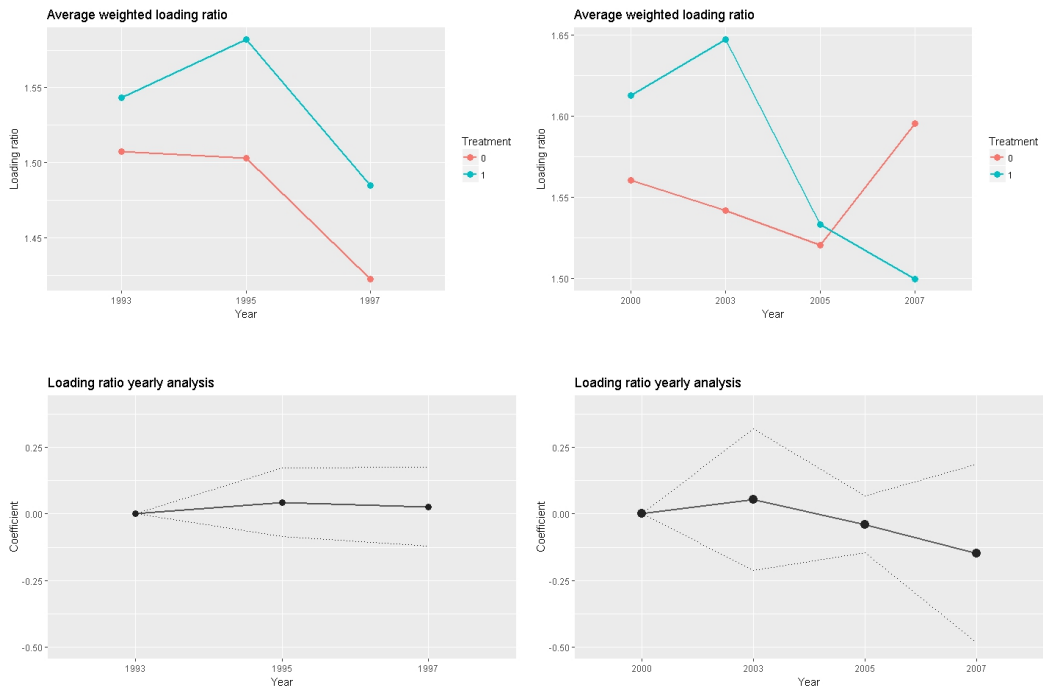 Average weighted loading ratio
1.55
1.50
1.45
Loading ratio
1993
1995
1997
Year
Treatment
0
1
Average weighted loading ratio
1.65
1.60
1.55
1.50
Loading ratio
2000
2003
2005
2007
Year
Treatment
0
1
Loading ratio yearly analysis
0.25
0.00
-0.25
-0.50
Coefficient
1993
1995
1997
Year
Loading ratio yearly analysis
0.25
0.00
-0.25
-0.50
Coefficient
2000
2003
2005
2007
Year